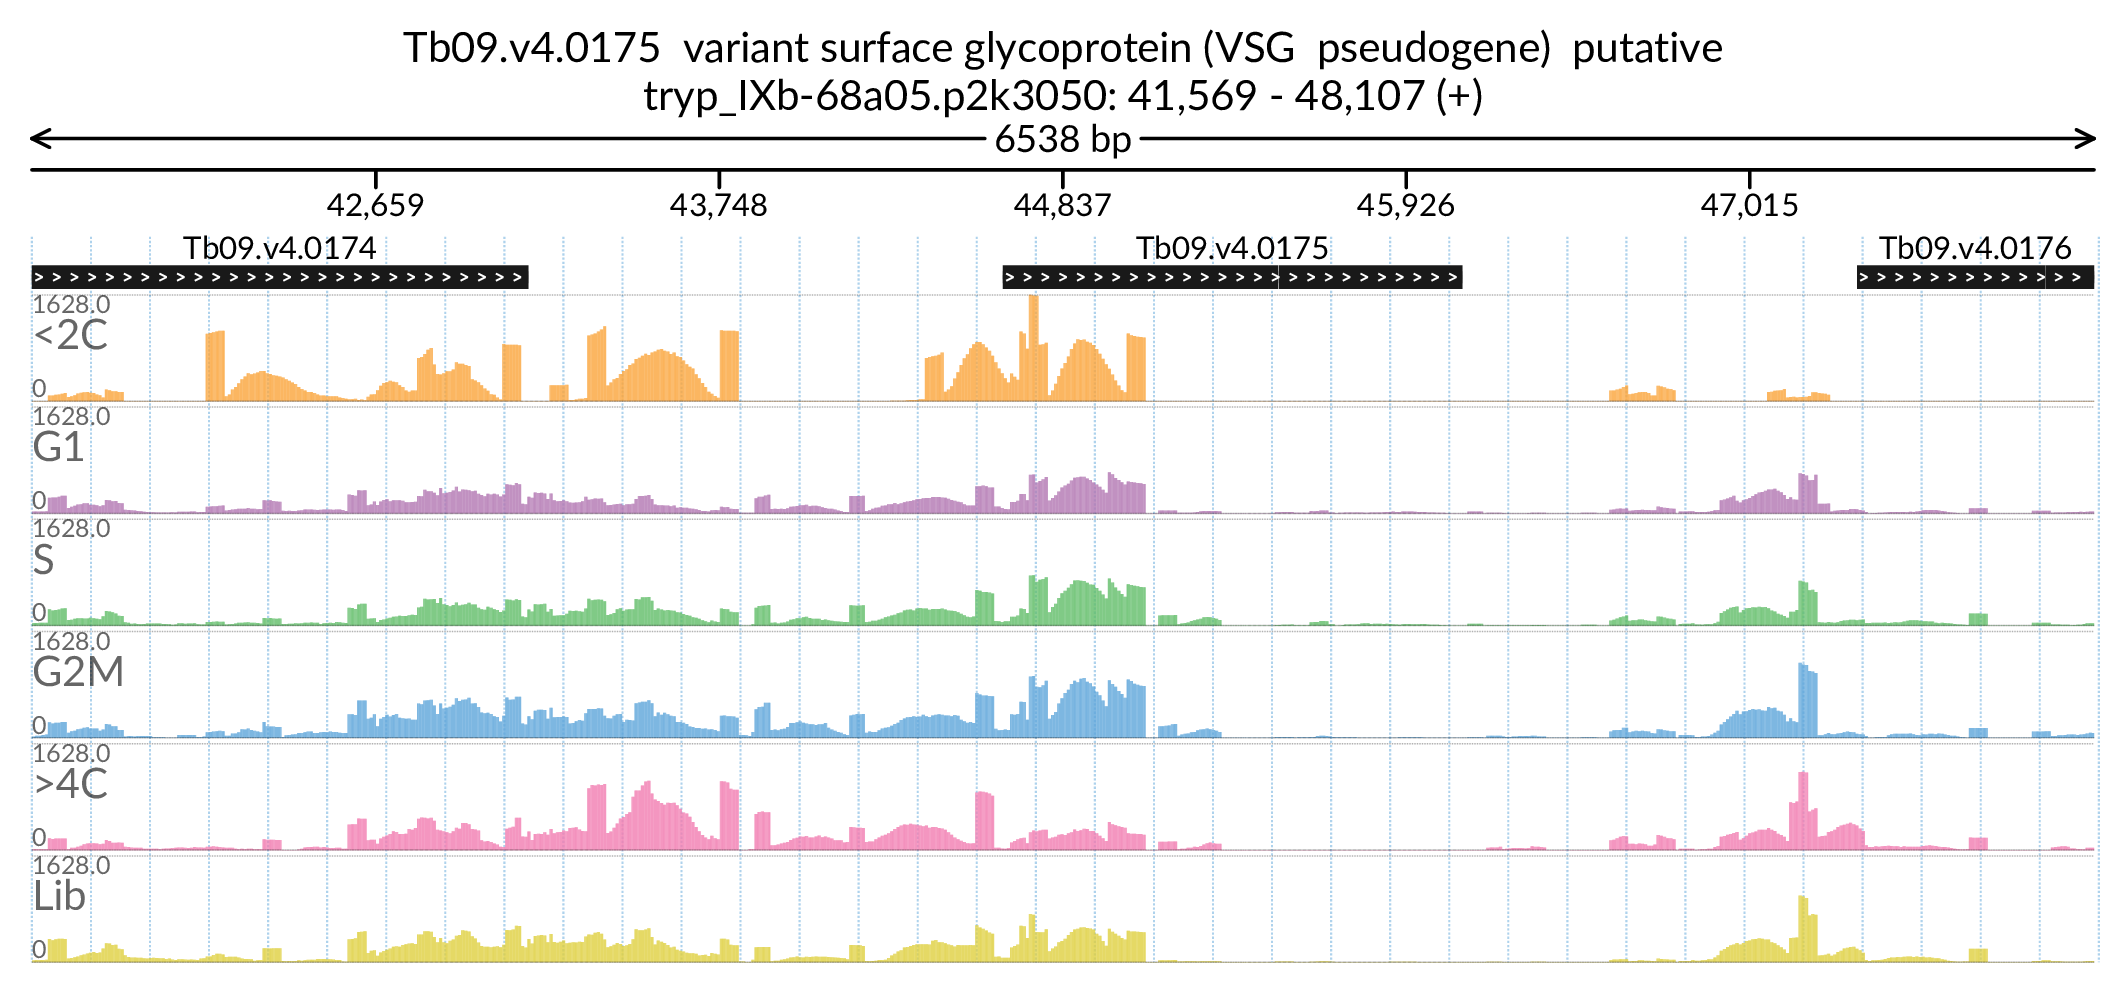 Tb09.v4.0175 variant surface glycoprotein (VSG pseudogene) putative
tryp_IXb-68a05.p2k3050: 41,569 - 48,107 (+)
6538 bp
42,659 43,748 44,837 45,926 47,015
Tb09.v4.0174 Tb09.v4.0175 Tb09.v4.0176
1628.0
<2C
0
1628.0
G1
0
1628.0
S
0
1628.0
G2M
0
1628.0
>4C
0
1628.0
Lib
0